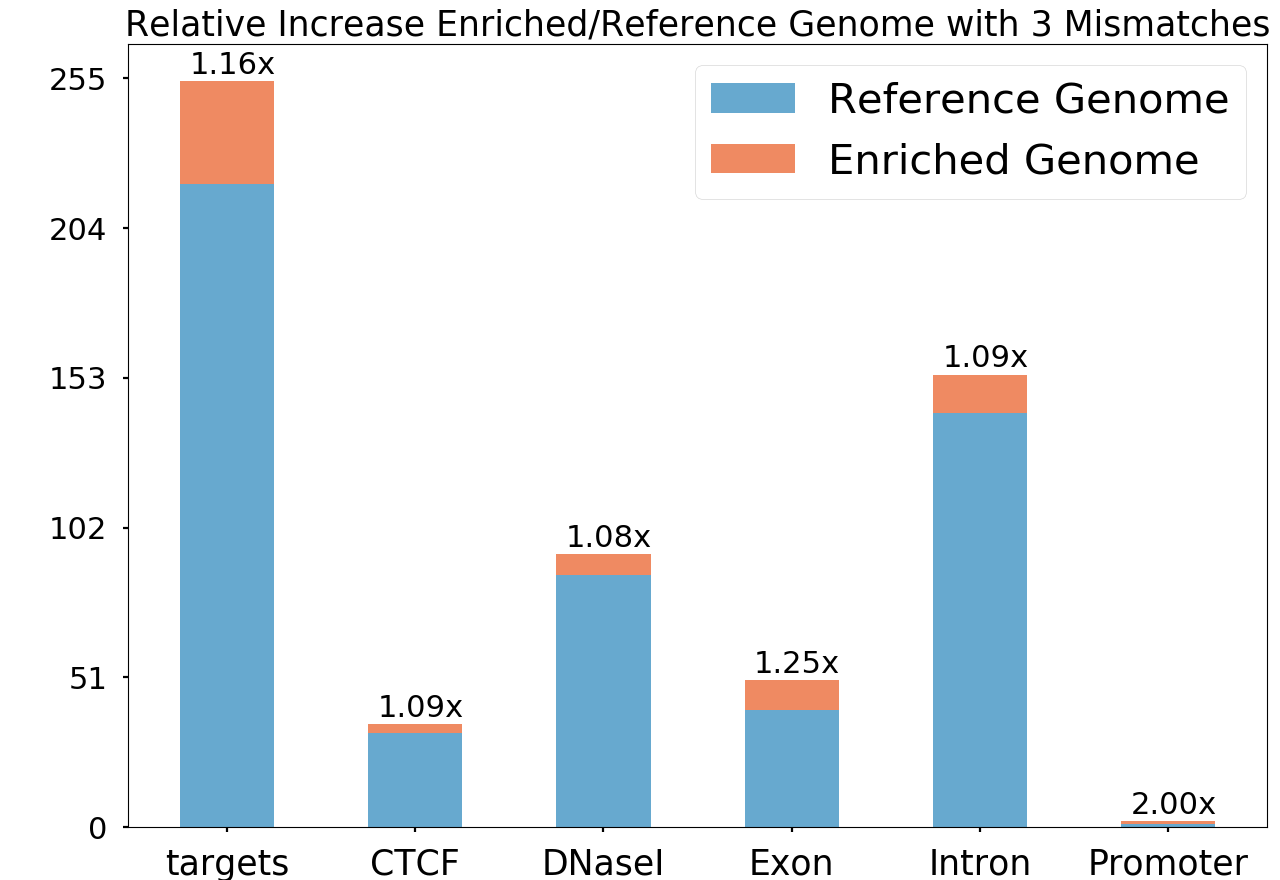 Relative Increase Enriched/Reference Genome with 3 Mismatches
Reference Genome
Enriched Genome
255
204
153
102
51
0
1.16x
1.09x
1.08x
1.25x
1.09x
2.00x
targets
CTCF
DNaseI
Exon
Intron
Promoter